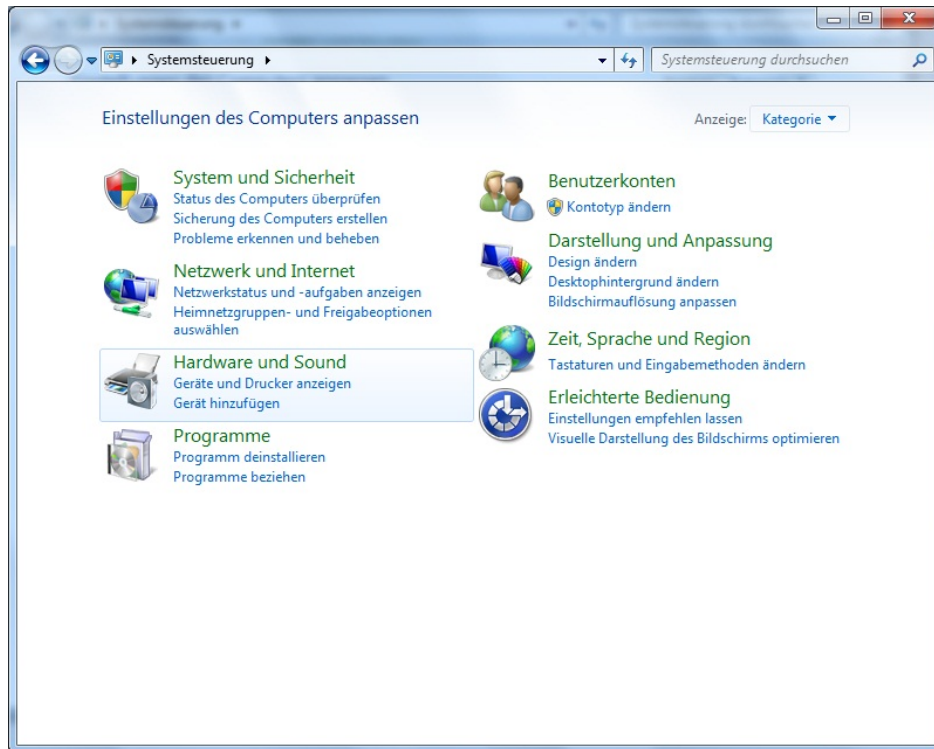 Systemsteuerung
Systemsteuerung durchsuchen
Einstellungen des Computers anpassen
Anzeige: Kategorie
System und Sicherheit
Status des Computers überprüfen
Sicherung des Computers erstellen
Probleme erkennen und beheben
Netzwerk und Internet
Netzwerkstatus und -aufgaben anzeigen
Heimnetzgruppen- und Freigabeoptionen
auswählen
Hardware und Sound
Geräte und Drucker anzeigen
Gerät hinzufügen
Programme
Programm deinstallieren
Programme beziehen
Benutzerkonten
Kontotyp ändern
Darstellung und Anpassung
Design ändern
Desktophintergrund ändern
Bildschirmauflösung anpassen
Zeit, Sprache und Region
Tastaturen und Eingabemethoden ändern
Erleichterte Bedienung
Einstellungen empfehlen lassen
Visuelle Darstellung des Bildschirms optimieren